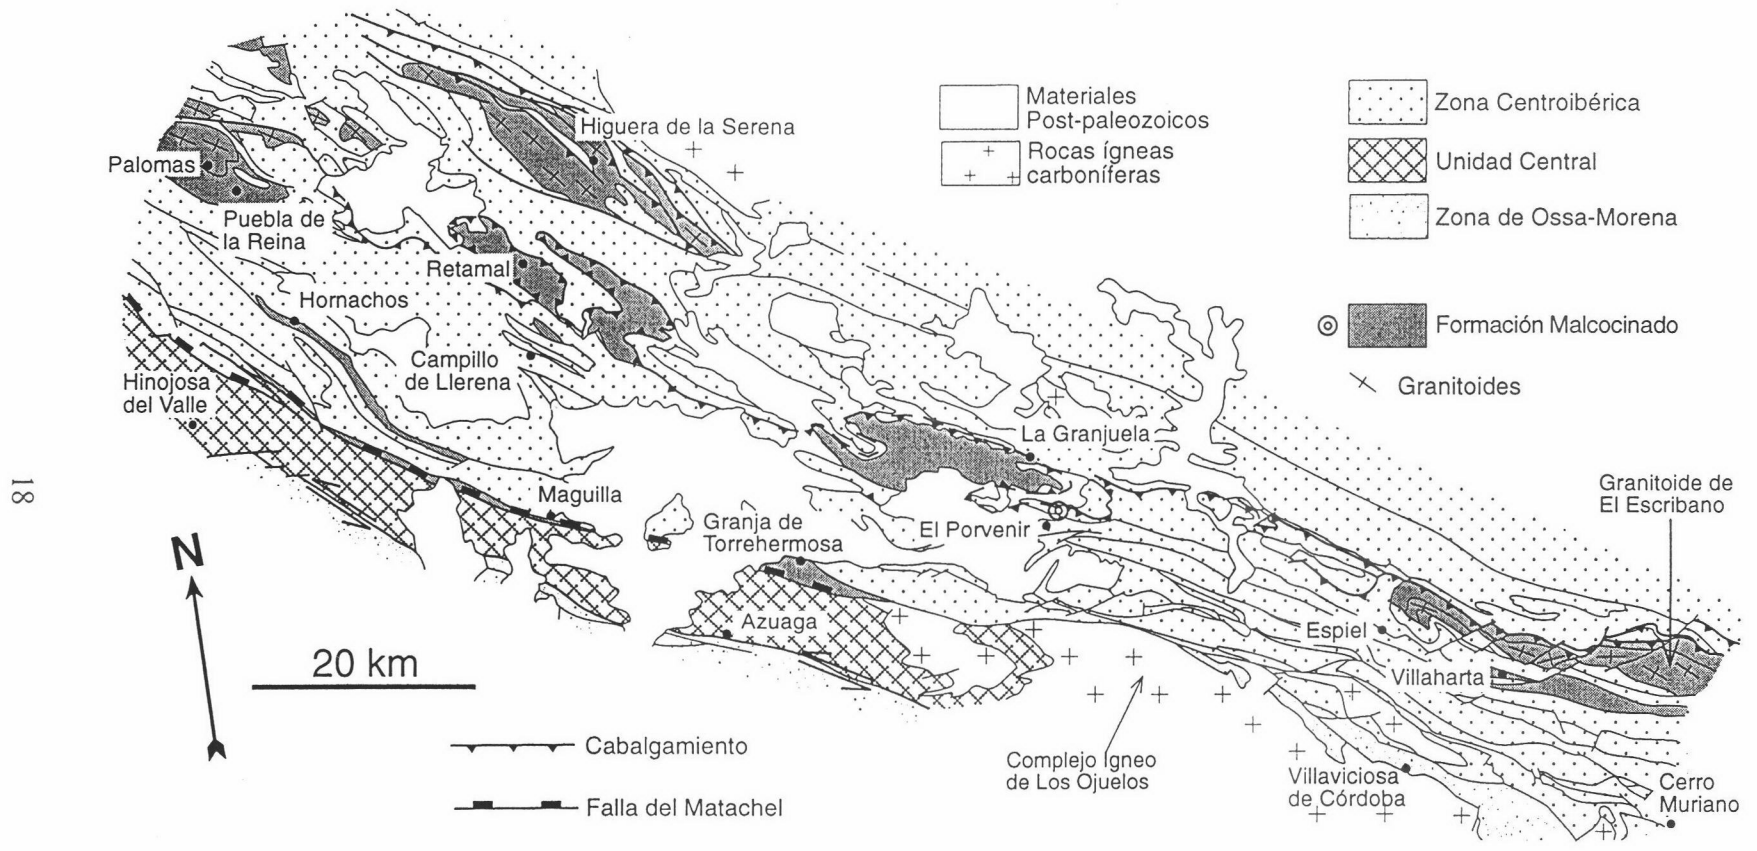 Materiales
Post-paleozoicos
Rocas ígneas
carboníferas
Zona Centroibérica
Unidad Central
Zona de Ossa-Morena
Formación Malcocinado
Granitoides
Higuera de la Serena
Palomas
Puebla de
la Reina
Retamal
Hornachos
Campillo
de Llerena
Hinojosa
del Valle
La Granjuela
Maguilla
Granja de
Torrehermosa
El Porvenir
Granitoide de
El Escribano
18
N
Azuaga
Espiel
Villaharta
20 km
Cabalgamiento
Falla del Matachel
Complejo Ígneo
de Los Ojuelos
Villaviciosa
de Córdoba
Cerro
Muriano